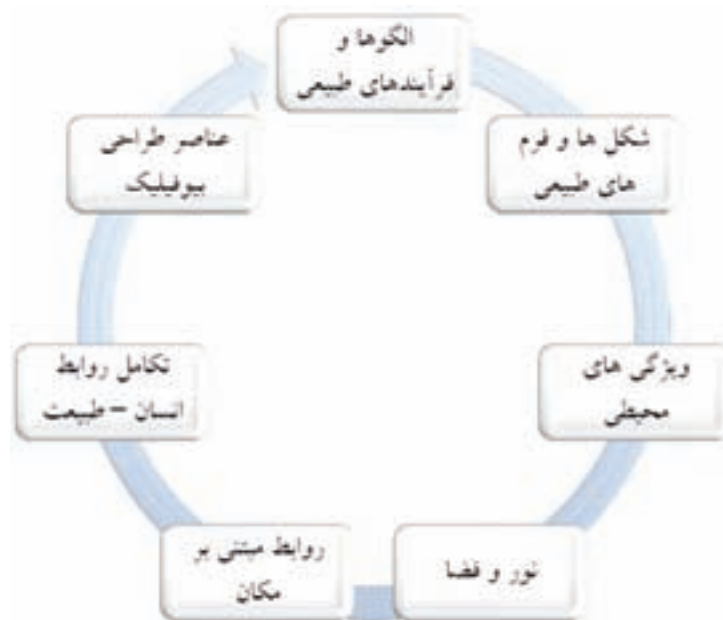 الگوها و
فرآیندهای طبیعی
شکل ها و فرم
های طبیعی
ویژگی های
محیطی
نور و فضا
روابط مبتنی بر
مکان
تکامل روابط
انسان – طبیعت
عناصر طراحی
بیوفیلیک